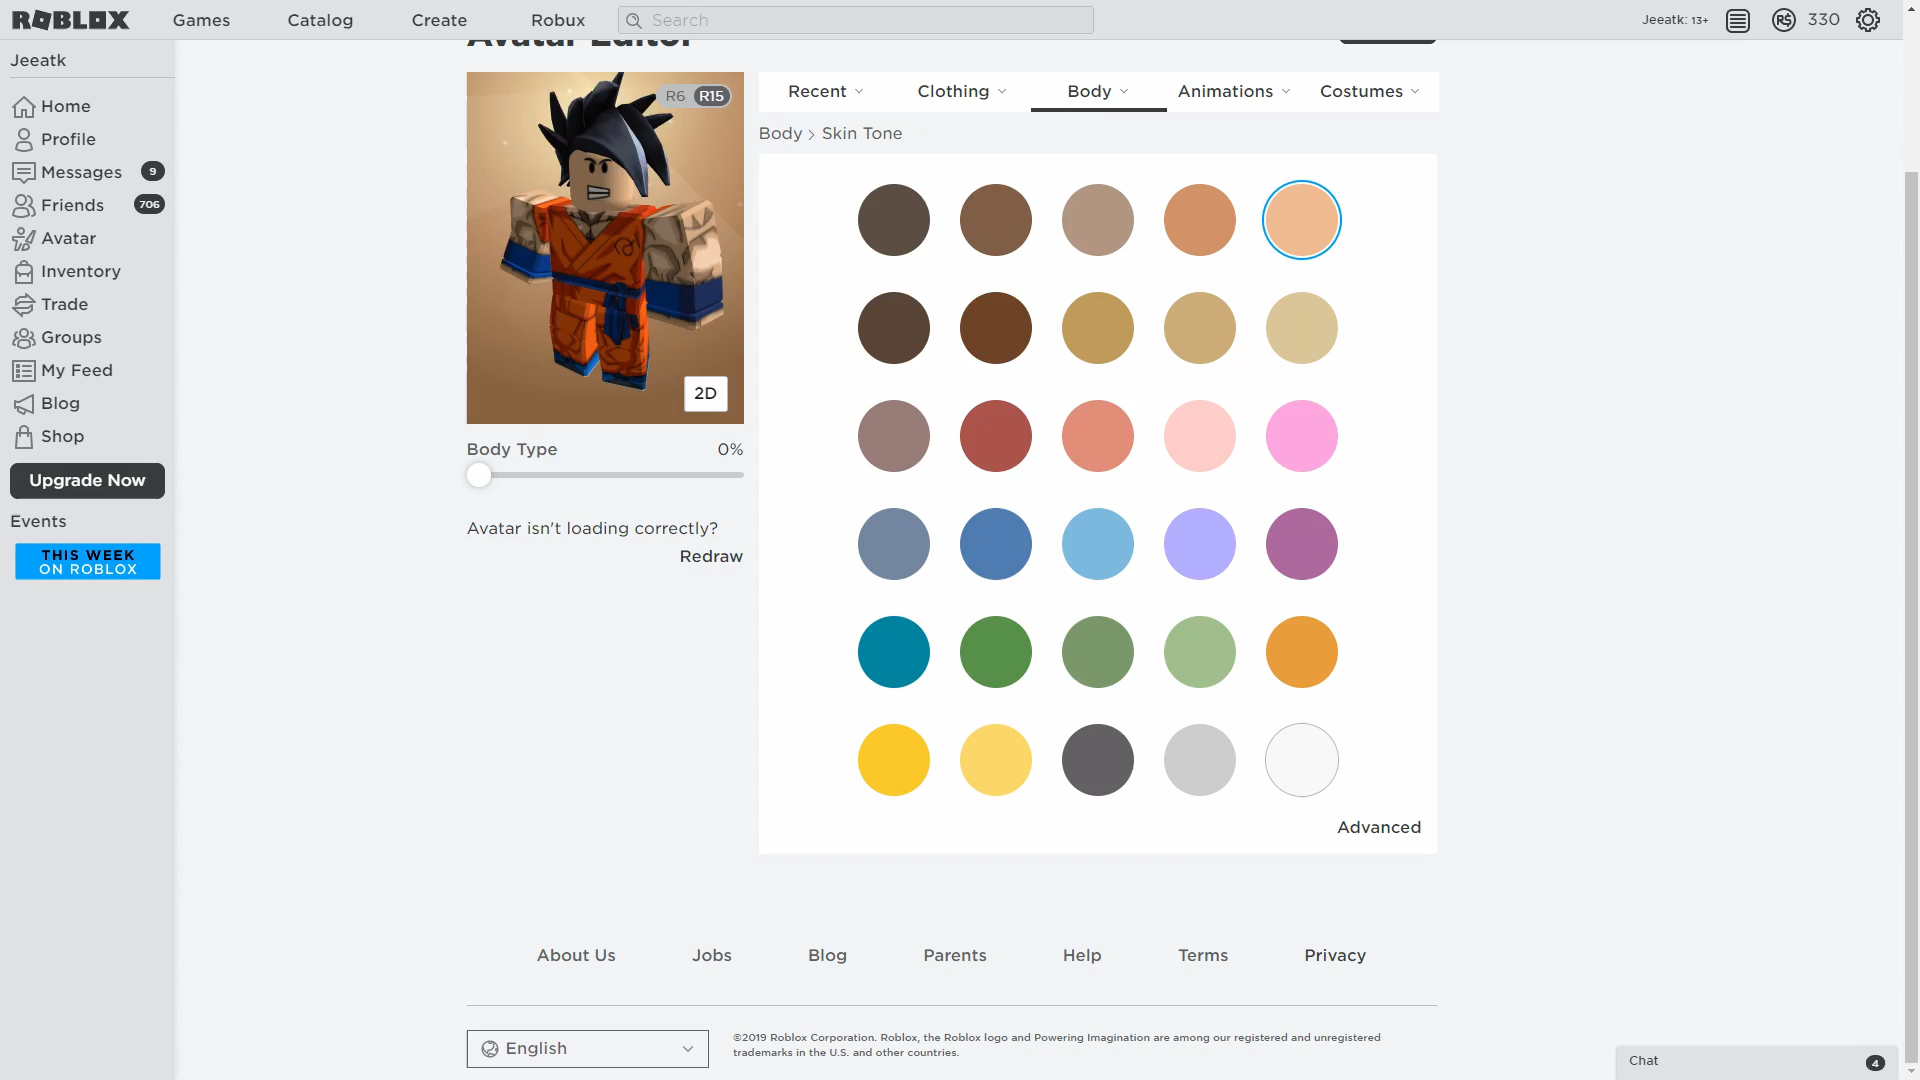 ROBLOX
Games
Catalog
Create
Robux
Search
Jeeatk: 13+
330
Avatar Editor
Jeeatk
Home
Profile
Messages 9
Friends 706
Avatar
Inventory
Trade
Groups
My Feed
Blog
Shop
Upgrade Now
Events
THIS WEEK
ON ROBLOX
R6 R15
2D
Body Type 0%
Avatar isn't loading correctly?
Redraw
Recent
Clothing
Body
Animations
Costumes
Body > Skin Tone
Advanced
About Us
Jobs
Blog
Parents
Help
Terms
Privacy
English
©2019 Roblox Corporation. Roblox, the Roblox logo and Powering Imagination are among our registered and unregistered
trademarks in the U.S. and other countries.
Chat 4